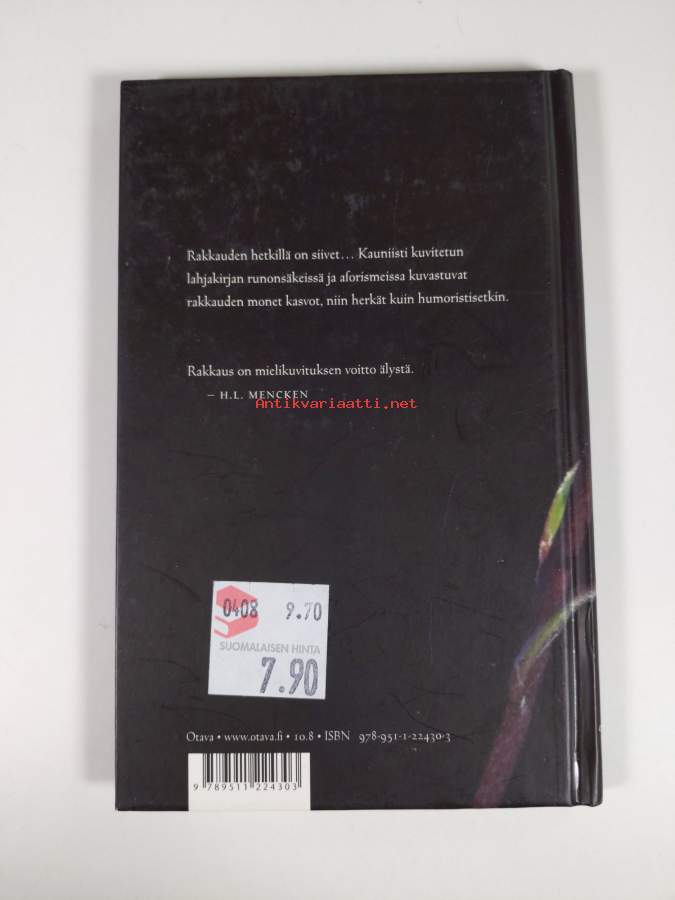 Rakkauden hetkillä on siivet... Kauniisti kuvitetun
lahjakirjan runonsäkeissä ja aforismeissa kuvastuvat
rakkauden monet kasvot, niin herkät kuin humoristisetkin.
Rakkaus on mielikuvituksen voitto älystä.
– H.L. MENCKEN
Antikvariaatti.net
0408 9.70
SUOMALAISEN HINTA
7.90
Otava • www.otava.fi • 10.8 • ISBN 978-951-1-22430-3
9 789511 224303